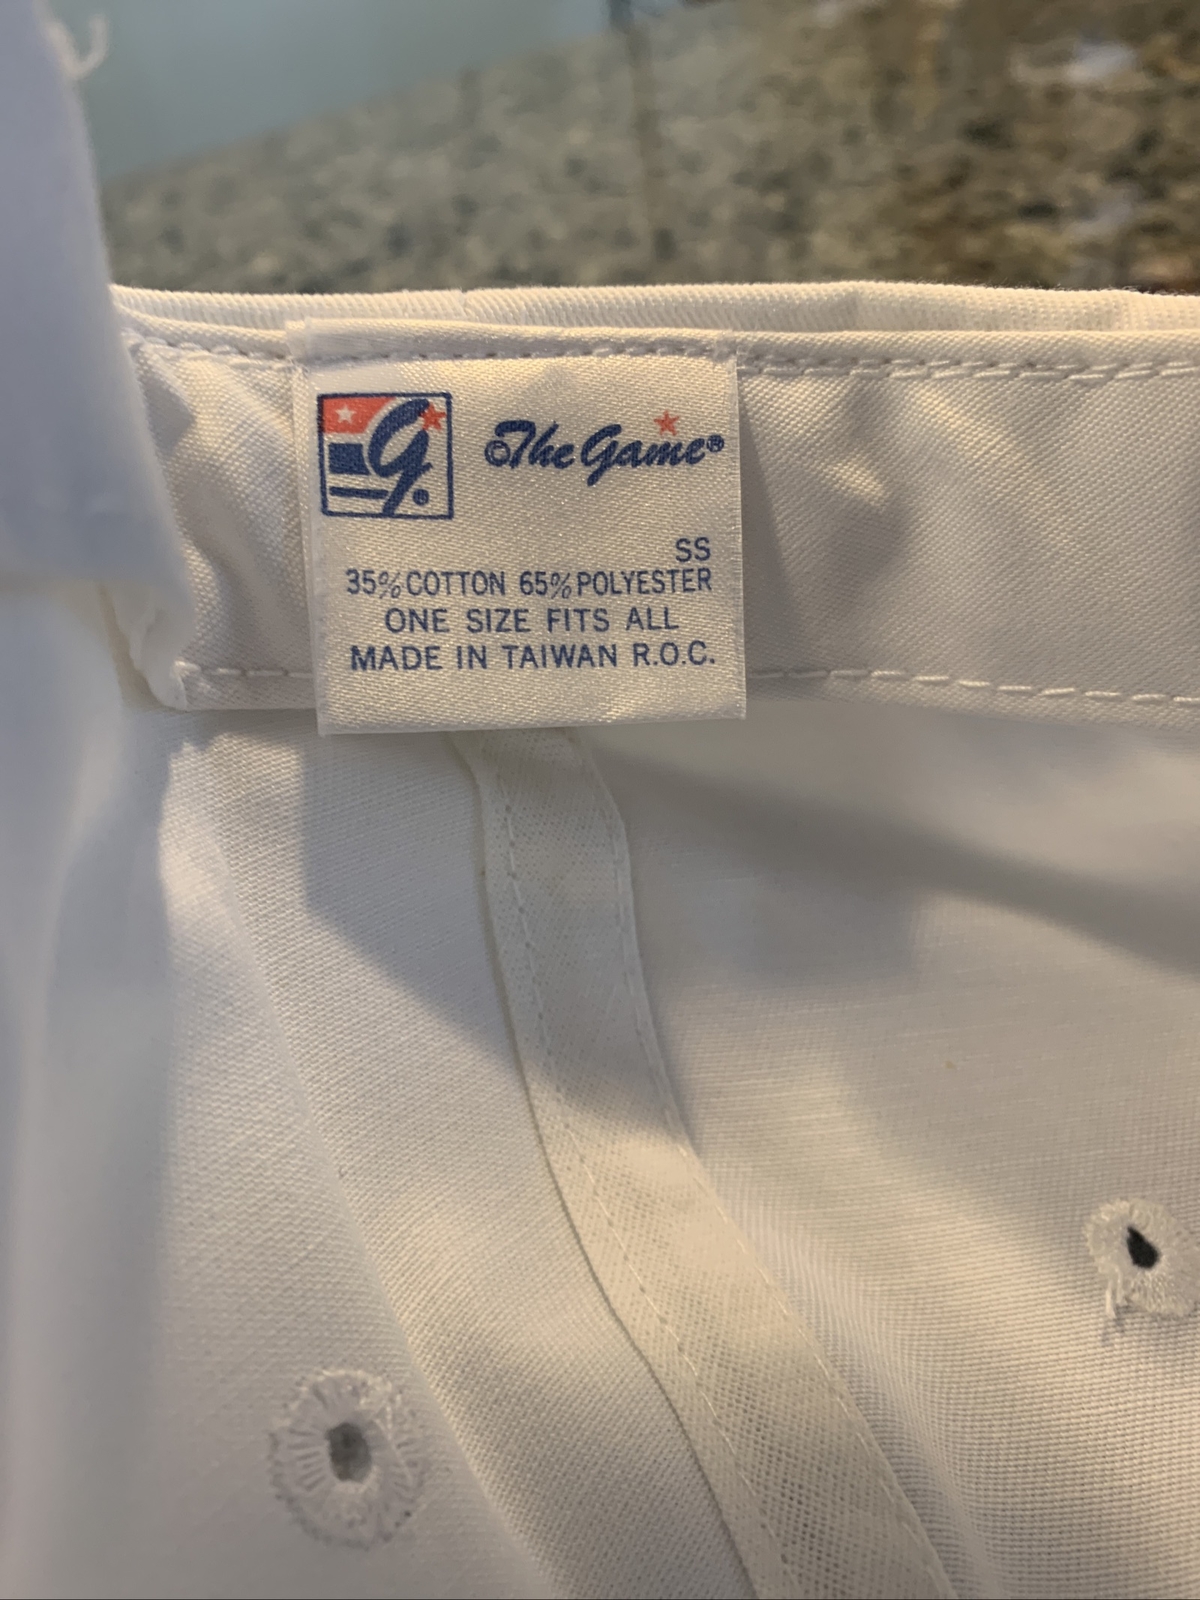 g®
©The Game®
SS
35% COTTON 65% POLYESTER
ONE SIZE FITS ALL
MADE IN TAIWAN R.O.C.